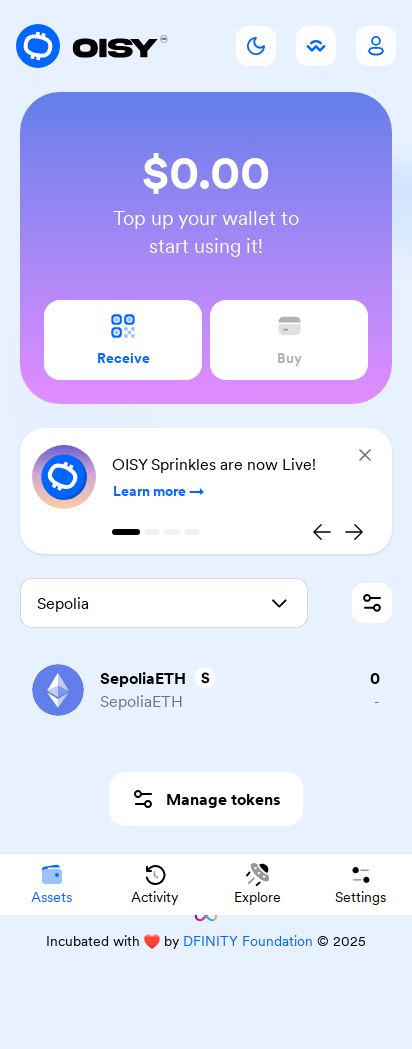 OISY
$0.00
Top up your wallet to
start using it!
Receive
Buy
OISY Sprinkles are now Live!
Learn more →
Sepolia
SepoliaETH S
0
SepoliaETH
-
Manage tokens
Assets
Activity
Explore
Settings
Incubated with ❤️ by DFINITY Foundation © 2025